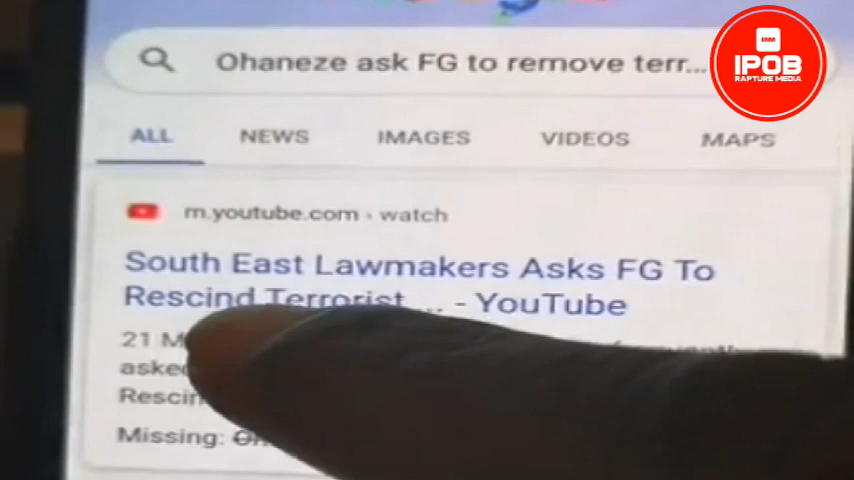 Ohaneze ask FG to remove terr...
IPOB
RAPTURE MEDIA
ALL NEWS IMAGES VIDEOS MAPS
m.youtube.com › watch
South East Lawmakers Asks FG To
Rescind Terrorist ... - YouTube
21
asked
Missing: